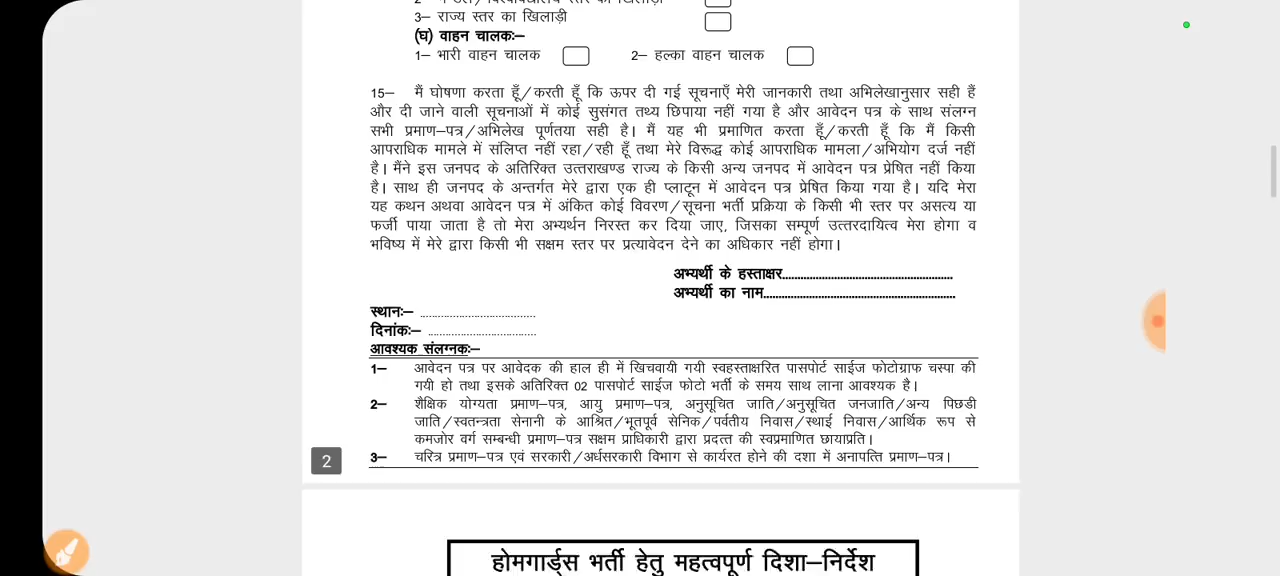 3– राज्य स्तर का खिलाड़ी
(घ) वाहन चालकः–
1– भारी वाहन चालक 2– हल्का वाहन चालक
15– मैं घोषणा करता हूँ/करती हूँ कि ऊपर दी गई सूचनाएँ मेरी जानकारी तथा अभिलेखानुसार सही हैं
और दी जाने वाली सूचनाओं में कोई सुसंगत तथ्य छिपाया नहीं गया है और आवेदन पत्र के साथ संलग्न
सभी प्रमाण–पत्र/अभिलेख पूर्णतया सही है। मैं यह भी प्रमाणित करता हूँ/करती हूँ कि मैं किसी
आपराधिक मामले में संलिप्त नहीं रहा/रही हूँ तथा मेरे विरूद्ध कोई आपराधिक मामला/अभियोग दर्ज नहीं
है। मैंने इस जनपद के अतिरिक्त उत्तराखण्ड राज्य के किसी अन्य जनपद में आवेदन पत्र प्रेषित नहीं किया
है। साथ ही जनपद के अन्तर्गत मेरे द्वारा एक ही प्लाटून में आवेदन पत्र प्रेषित किया गया है। यदि मेरा
यह कथन अथवा आवेदन पत्र में अंकित कोई विवरण/सूचना भर्ती प्रक्रिया के किसी भी स्तर पर असत्य या
फर्जी पाया जाता है तो मेरा अभ्यर्थन निरस्त कर दिया जाए, जिसका सम्पूर्ण उत्तरदायित्व मेरा होगा व
भविष्य में मेरे द्वारा किसी भी सक्षम स्तर पर प्रत्यावेदन देने का अधिकार नहीं होगा।
अभ्यर्थी के हस्ताक्षर........................................................
अभ्यर्थी का नाम...............................................................
स्थानः– ......................................
दिनांकः– ....................................
आवश्यक संलग्नकः–
1– आवेदन पत्र पर आवेदक की हाल ही में खिचवायी गयी स्वहस्ताक्षरित पासपोर्ट साईज फोटोग्राफ चस्पा की
गयी हो तथा इसके अतिरिक्त 02 पासपोर्ट साईज फोटो भर्ती के समय साथ लाना आवश्यक है।
2– शैक्षिक योग्यता प्रमाण–पत्र, आयु प्रमाण–पत्र, अनुसूचित जाति/अनुसूचित जनजाति/अन्य पिछडी
जाति/स्वतन्त्रता सेनानी के आश्रित/भूतपूर्व सेनिक/पर्वतीय निवास/स्थाई निवास/आर्थिक रूप से
कमजोर वर्ग सम्बन्धी प्रमाण–पत्र सक्षम प्राधिकारी द्वारा प्रदत्त की स्वप्रमाणित छायाप्रति।
3– चरित्र प्रमाण–पत्र एवं सरकारी/अर्धसरकारी विभाग से कार्यरत होने की दशा में अनापत्ति प्रमाण–पत्र।
2
होमगार्ड्स भर्ती हेतु महत्वपूर्ण दिशा–निर्देश